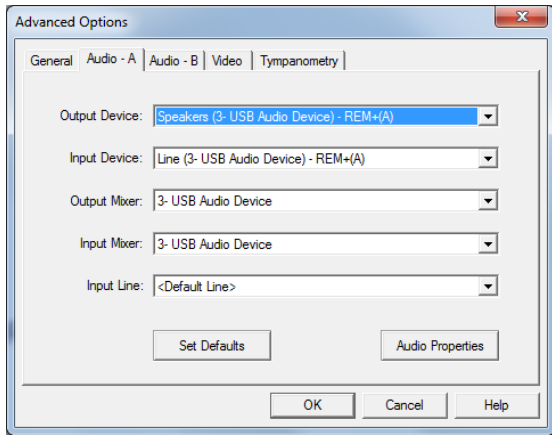 Advanced Options
General Audio - A Audio - B Video Tympanometry
Output Device: Speakers (3- USB Audio Device) - REM+(A)
Input Device: Line (3- USB Audio Device) - REM+(A)
Output Mixer: 3- USB Audio Device
Input Mixer: 3- USB Audio Device
Input Line: <Default Line>
Set Defaults Audio Properties
OK Cancel Help